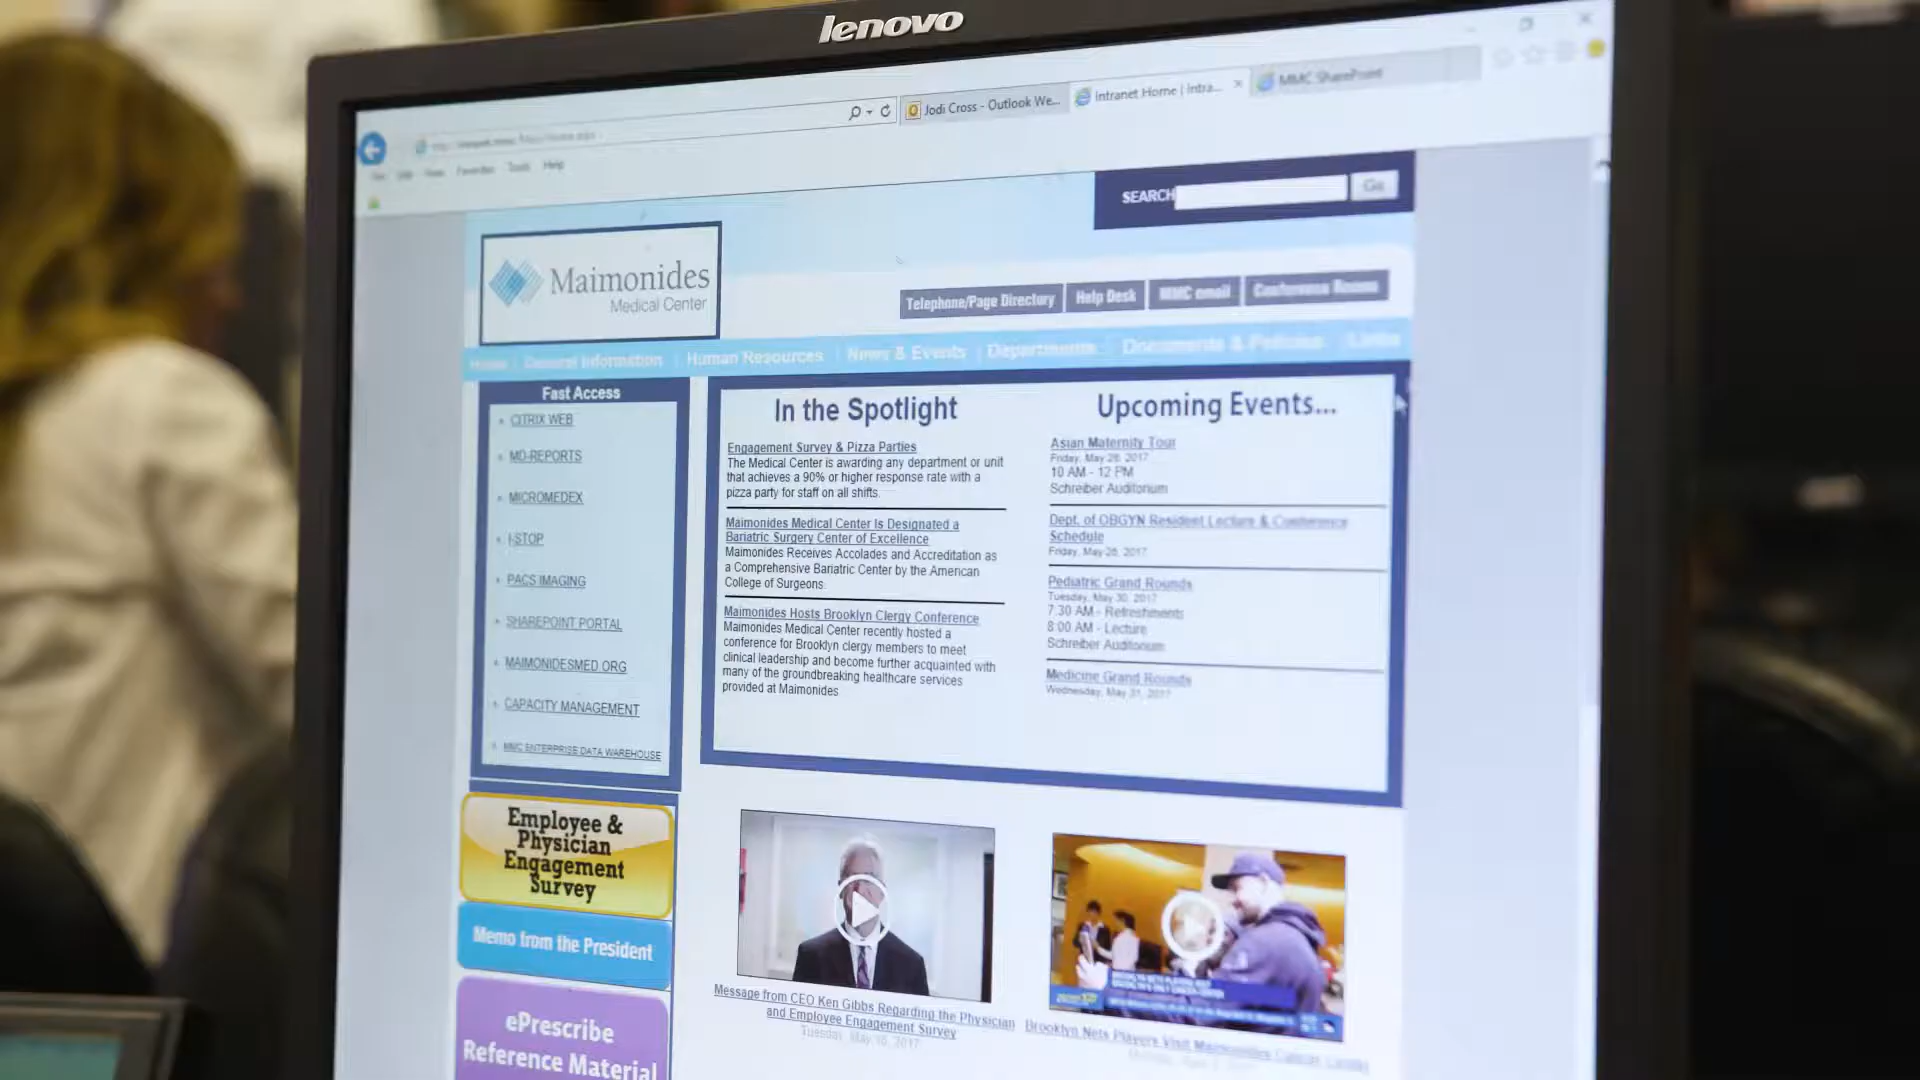 lenovo
Jodi Cross - Outlook We...
Intranet Home | Intra...
MMC SharePoint
Favorites Tools Help
SEARCH
Go
Maimonides
Medical Center
Telephone/Page Directory
Help Desk
MMC email
Conference Rooms
Home
General Information
Human Resources
News & Events
Departments
Documents & Policies
Links
Fast Access
CITRIX WEB
MD-REPORTS
MICROMEDEX
I-STOP
PACS IMAGING
SHAREPOINT PORTAL
MAIMONIDESMED.ORG
CAPACITY MANAGEMENT
MMC ENTERPRISE DATA WAREHOUSE
In the Spotlight
Engagement Survey & Pizza Parties
The Medical Center is awarding any department or unit
that achieves a 90% or higher response rate with a
pizza party for staff on all shifts.
Maimonides Medical Center Is Designated a
Bariatric Surgery Center of Excellence
Maimonides Receives Accolades and Accreditation as
a Comprehensive Bariatric Center by the American
College of Surgeons.
Maimonides Hosts Brooklyn Clergy Conference
Maimonides Medical Center recently hosted a
conference for Brooklyn clergy members to meet
clinical leadership and become further acquainted with
many of the groundbreaking healthcare services
provided at Maimonides
Upcoming Events...
Asian Maternity Tour
Friday, May 26, 2017
10 AM - 12 PM
Schreiber Auditorium
Dept. of OBGYN Resident Lecture & Conference
Schedule
Friday, May 26, 2017
Pediatric Grand Rounds
Tuesday, May 30, 2017
7:30 AM - Refreshments
8:00 AM - Lecture
Schreiber Auditorium
Medicine Grand Rounds
Wednesday, May 31, 2017
Employee &
Physician
Engagement
Survey
Memo from the President
ePrescribe
Reference Material
Message from CEO Ken Gibbs Regarding the Physician
and Employee Engagement Survey
Tuesday, May 16, 2017
Brooklyn Nets Players Visit Maimonides Cancer Center